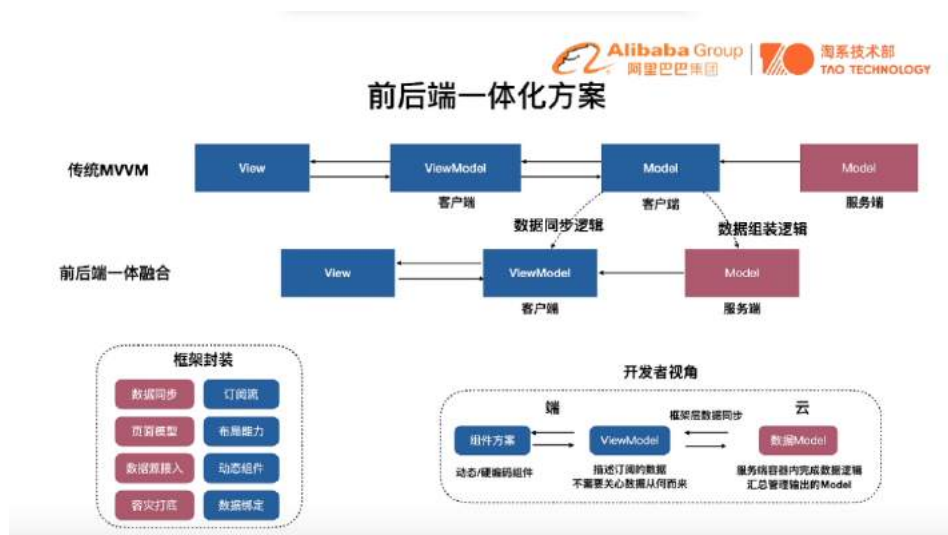 Alibaba Group
阿里巴巴集团
淘系技术部
TAO TECHNOLOGY
前后端一体化方案
传统MVVM
View
ViewModel
Model
Model
客户端
客户端
服务端
数据同步逻辑
数据组装逻辑
前后端一体融合
View
ViewModel
Model
客户端
服务端
框架封装
数据同步
订阅流
页面模型
布局能力
数据源接入
动态组件
容灾打底
数据绑定
开发者视角
端
框架层数据同步
云
组件方案
ViewModel
数据Model
动态/硬编码组件
描述订阅的数据
不需要关心数据从何而来
服务端容器内完成数据逻辑
汇总管理输出的Model